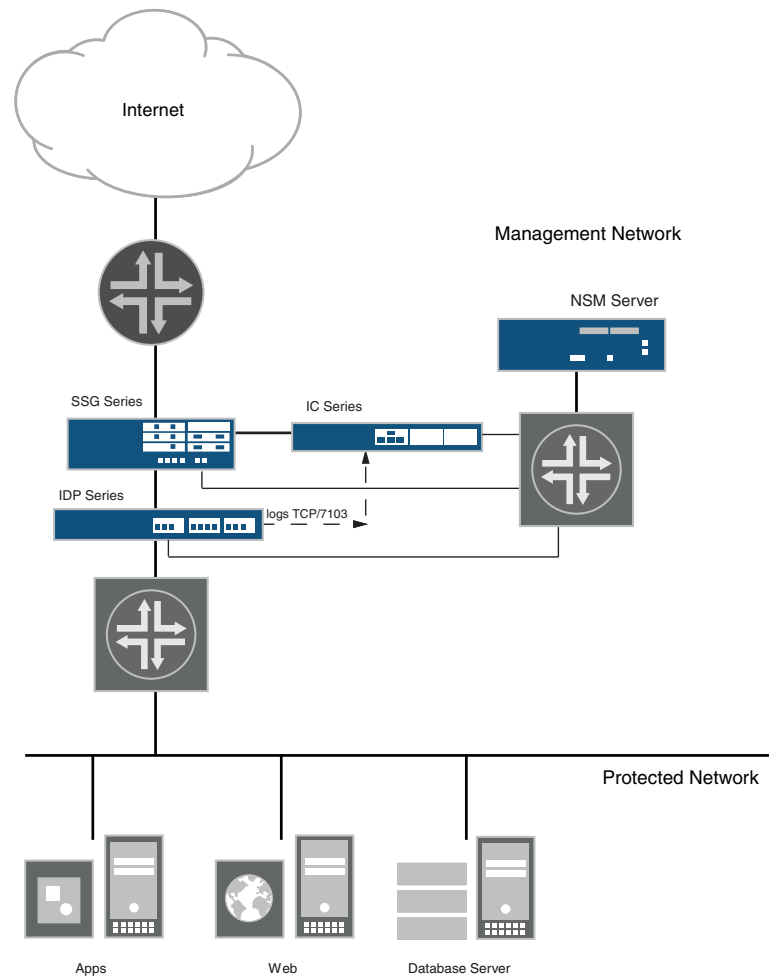 Internet
Management Network
NSM Server
SSG Series
IC Series
IDP Series
logs TCP/7103
Protected Network
Apps
Web
Database Server